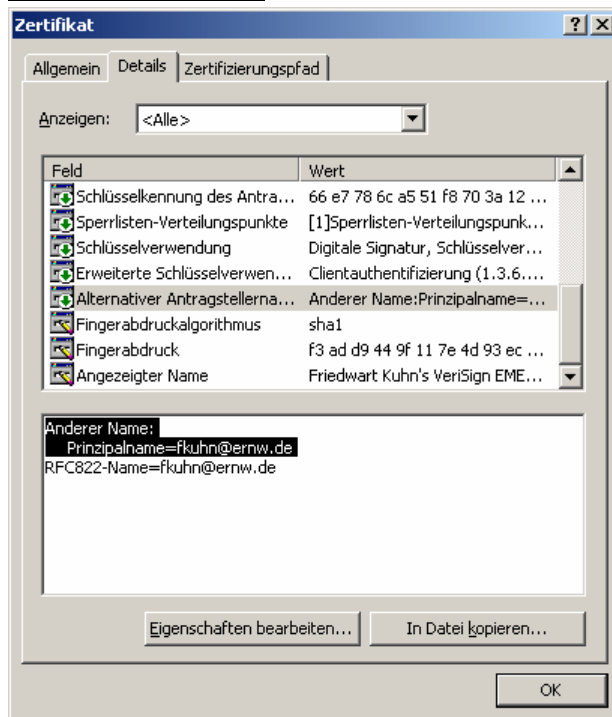 Zertifikat
Allgemein Details Zertifizierungspfad
Anzeigen: <Alle>
Feld Wert
Schlüsselkennung des Antra... 66 e7 78 6c a5 51 f8 70 3a 12 ...
Sperrlisten-Verteilungspunkte [1]Sperrlisten-Verteilungspunk...
Schlüsselverwendung Digitale Signatur, Schlüsselver...
Erweiterte Schlüsselverwen... Clientauthentifizierung (1.3.6....
Alternativer Antragstellerna... Anderer Name:Prinzipalname=...
Fingerabdruckalgorithmus sha1
Fingerabdruck f3 ad d9 44 9f 11 7e 4d 93 ec ...
Angezeigter Name Friedwart Kuhn's VeriSign EME...
Anderer Name:
Prinzipalname=fkuhn@ernw.de
RFC822-Name=fkuhn@ernw.de
Eigenschaften bearbeiten... In Datei kopieren...
OK